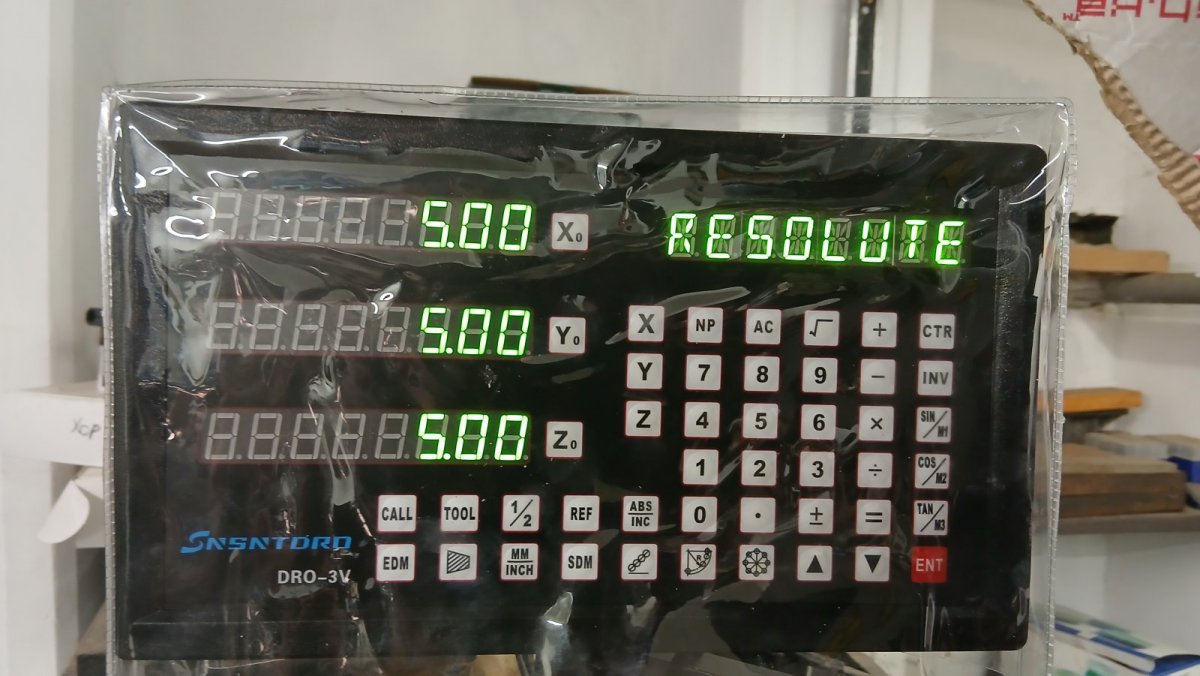 5.00 X0 RESOLUTE
5.00 Y0
5.00 Z0
X NP AC √ + CTR
Y 7 8 9 − INV
Z 4 5 6 × SIN/M1
1 2 3 ÷ COS/M2
CALL TOOL 1/2 REF ABS/INC 0 . ± = TAN/M3
EDM MM/INCH SDM R ▲ ▼ ENT
SNSNTDRO
DRO-3V
XCP